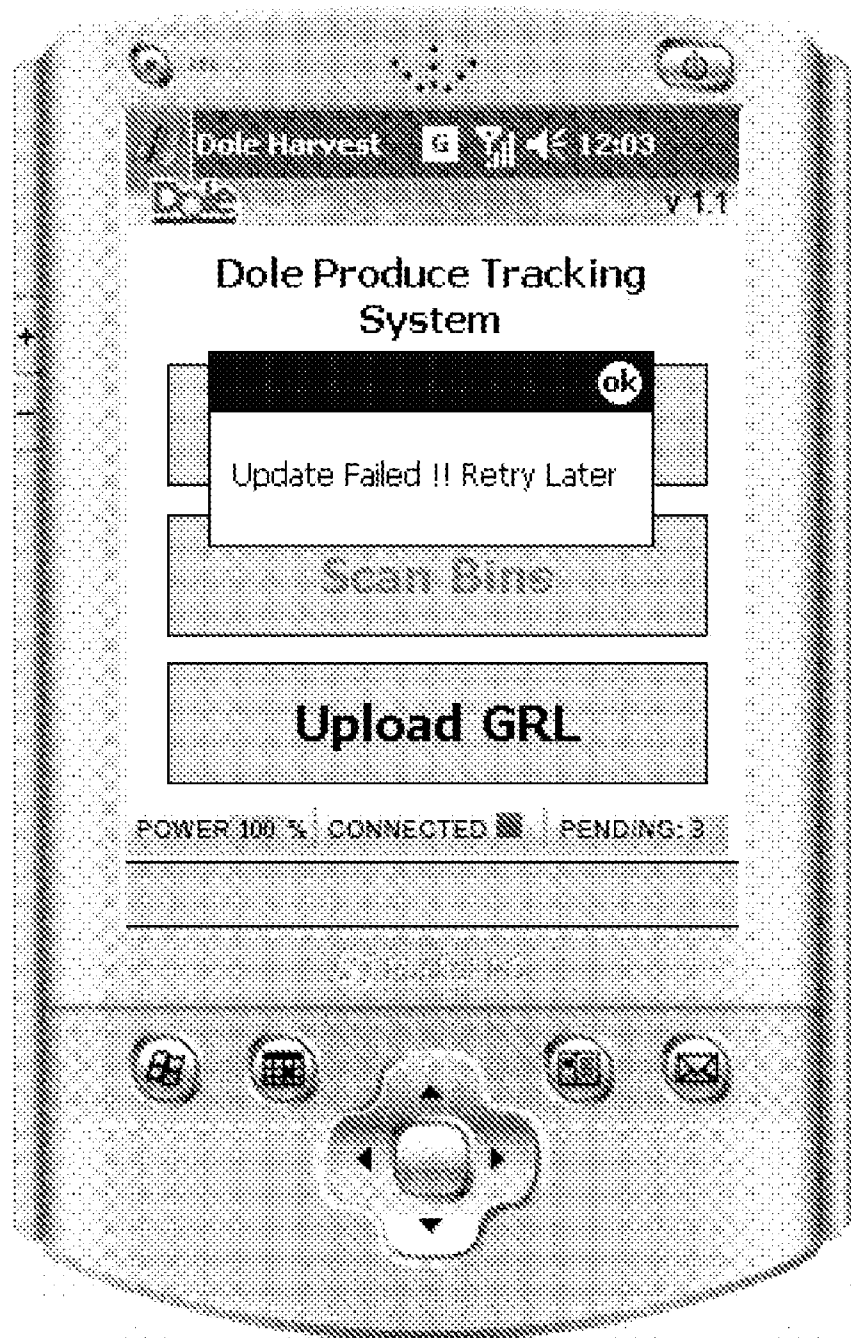 Dole Harvest G 12:03
Dole v 1.1
Dole Produce Tracking
System
ok
Update Failed !! Retry Later
Scan Bins
Upload GRL
POWER 100 % CONNECTED PENDING: 3